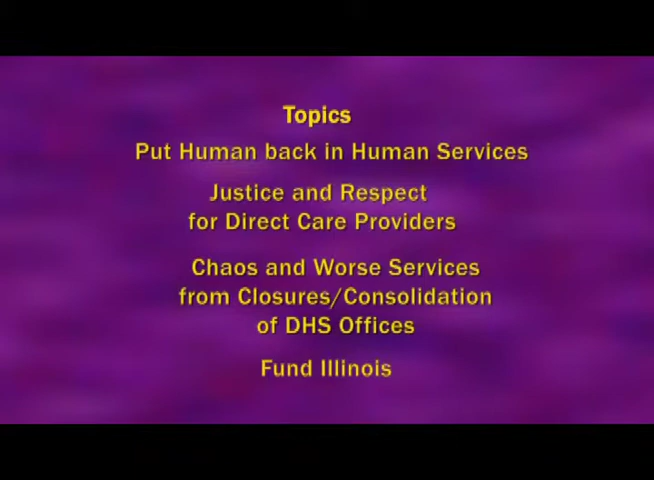 Topics
Put Human back in Human Services
Justice and Respect
for Direct Care Providers
Chaos and Worse Services
from Closures/Consolidation
of DHS Offices
Fund Illinois